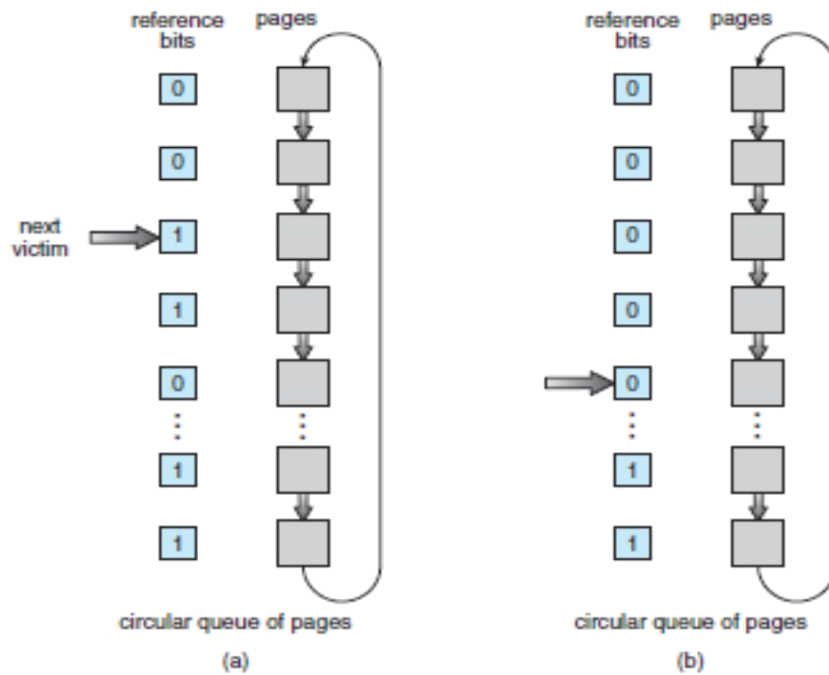 reference bits
pages
0
0
next victim
1
1
0
1
1
circular queue of pages
(a)
reference bits
pages
0
0
0
0
0
1
1
circular queue of pages
(b)